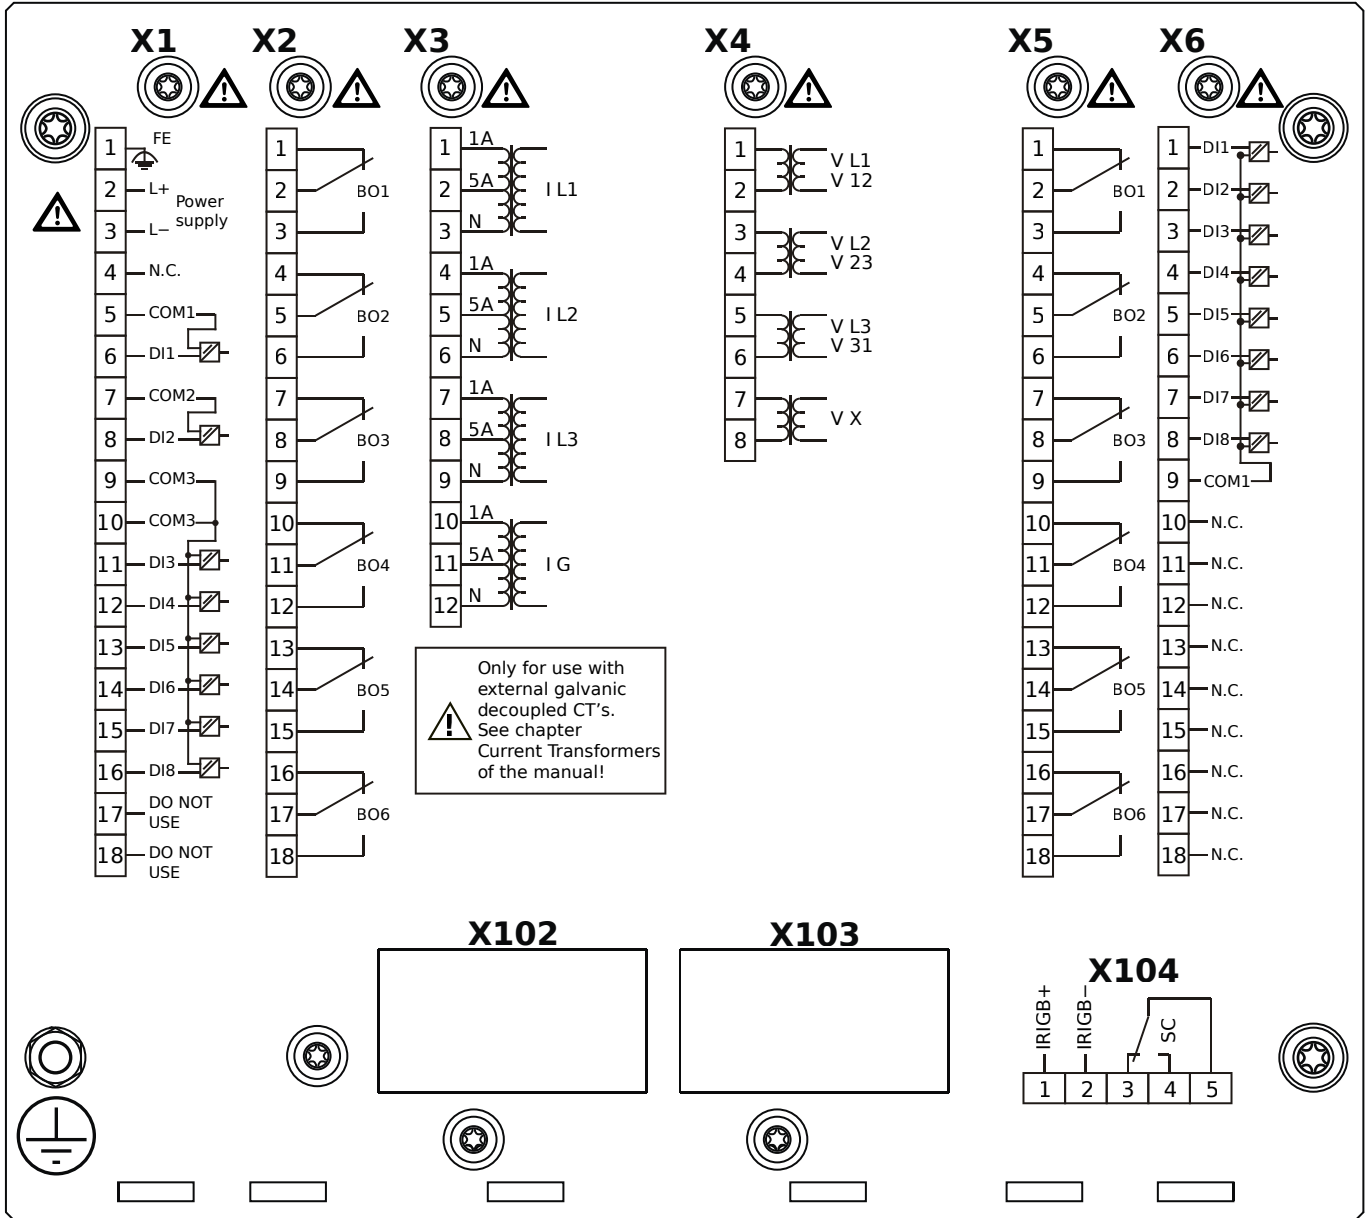 X1 X2 X3 X4 X5 X6
1 FE
2 L+
Power
supply
3 L−
4 N.C.
5 COM1
6 DI1
7 COM2
8 DI2
9 COM3
10 COM3
11 DI3
12 DI4
13 DI5
14 DI6
15 DI7
16 DI8
17 DO NOT
USE
18 DO NOT
USE
1
2 BO1
3
4
5 BO2
6
7
8 BO3
9
10
11 BO4
12
13
14 BO5
15
16
17 BO6
18
1 1A
2 5A I L1
3 N
4 1A
5 5A I L2
6 N
7 1A
8 5A I L3
9 N
10 1A
11 5A I G
12 N
Only for use with
external galvanic
decoupled CT's.
See chapter
Current Transformers
of the manual!
1 V L1
2 V 12
3 V L2
4 V 23
5 V L3
6 V 31
7 V X
8
1
2 BO1
3
4
5 BO2
6
7
8 BO3
9
10
11 BO4
12
13
14 BO5
15
16
17 BO6
18
1 DI1
2 DI2
3 DI3
4 DI4
5 DI5
6 DI6
7 DI7
8 DI8
9 COM1
10 N.C.
11 N.C.
12 N.C.
13 N.C.
14 N.C.
15 N.C.
16 N.C.
17 N.C.
18 N.C.
X102 X103
X104
IRIGB+
IRIGB−
SC
1 2 3 4 5